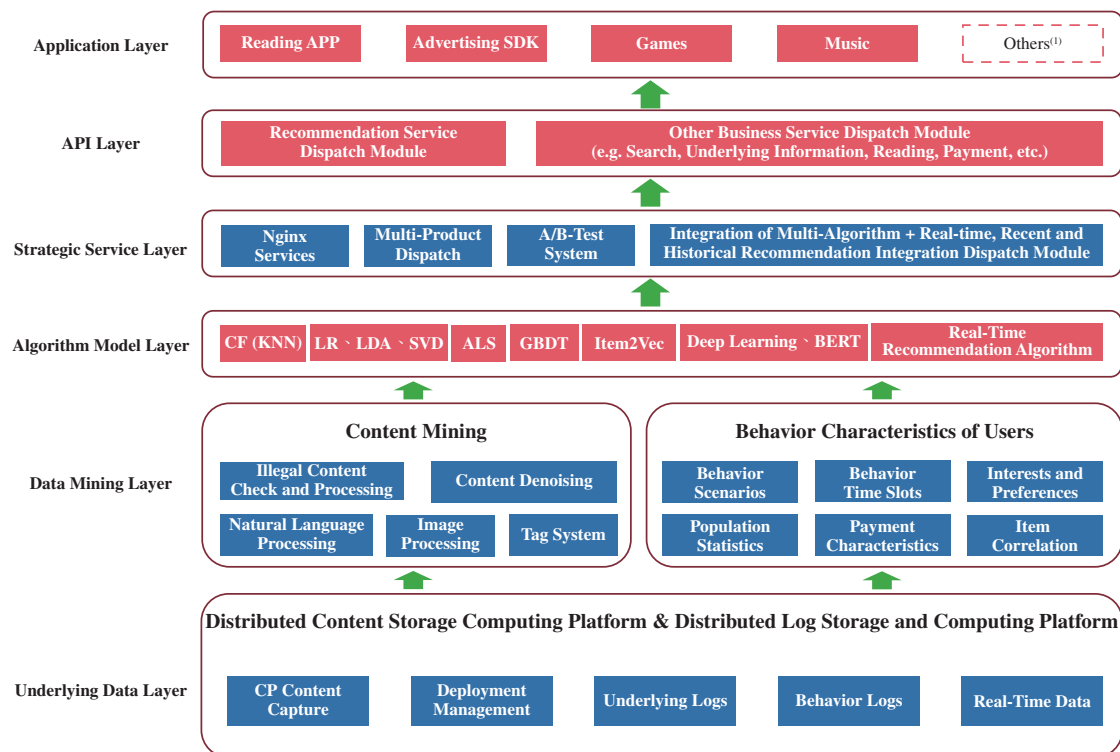 Application Layer
Reading APP
Advertising SDK
Games
Music
Others(1)
API Layer
Recommendation Service
Dispatch Module
Other Business Service Dispatch Module
(e.g. Search, Underlying Information, Reading, Payment, etc.)
Strategic Service Layer
Nginx
Services
Multi-Product
Dispatch
A/B-Test
System
Integration of Multi-Algorithm + Real-time, Recent and
Historical Recommendation Integration Dispatch Module
Algorithm Model Layer
CF (KNN)
LR、LDA、SVD
ALS
GBDT
Item2Vec
Deep Learning、BERT
Real-Time
Recommendation Algorithm
Data Mining Layer
Content Mining
Illegal Content
Check and Processing
Content Denoising
Natural Language
Processing
Image
Processing
Tag System
Behavior Characteristics of Users
Behavior
Scenarios
Behavior
Time Slots
Interests and
Preferences
Population
Statistics
Payment
Characteristics
Item
Correlation
Underlying Data Layer
Distributed Content Storage Computing Platform & Distributed Log Storage and Computing Platform
CP Content
Capture
Deployment
Management
Underlying Logs
Behavior Logs
Real-Time Data